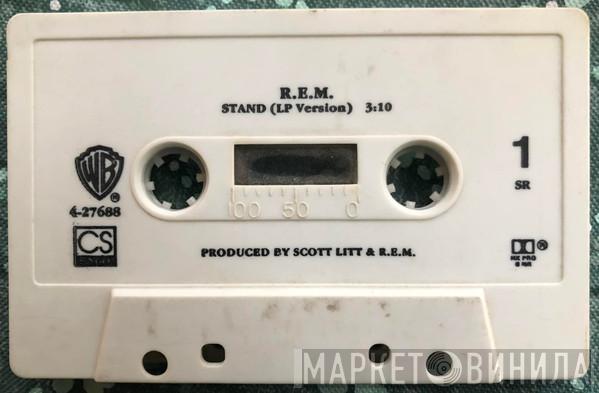 R.E.M.
STAND (LP Version) 3:10
1
SR
WB
®
4-27688
100 50 0
CS
PRODUCED BY SCOTT LITT & R.E.M.
®
HX PRO
B NR
МАРКЕТ ВИНИЛА